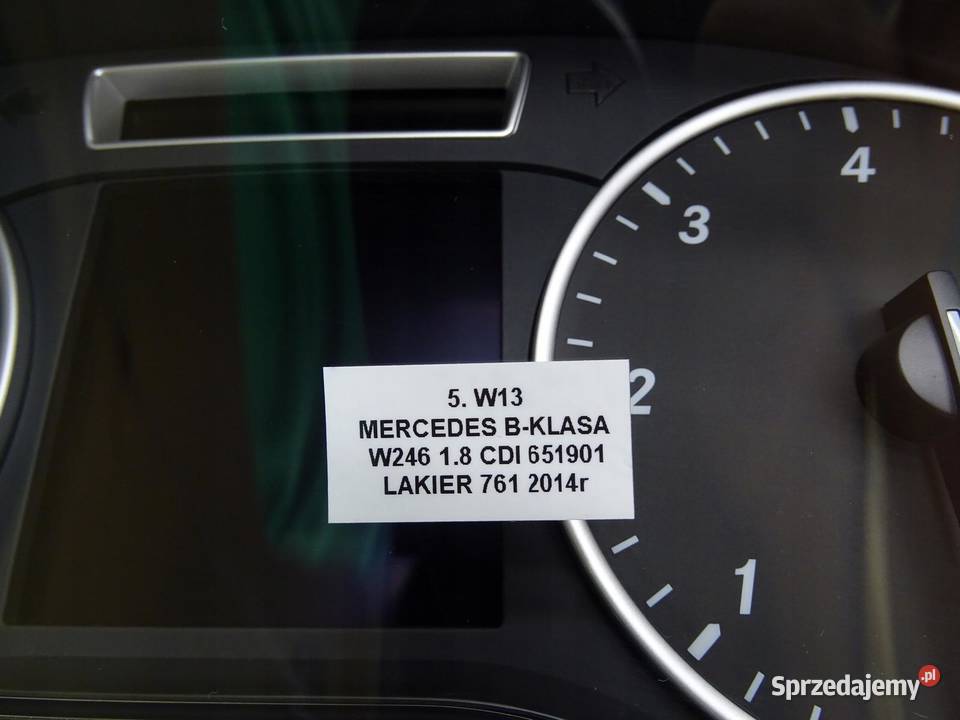 4
3
2
5. W13
MERCEDES B-KLASA
W246 1.8 CDI 651901
LAKIER 761 2014r
1
Sprzedajemy.pl